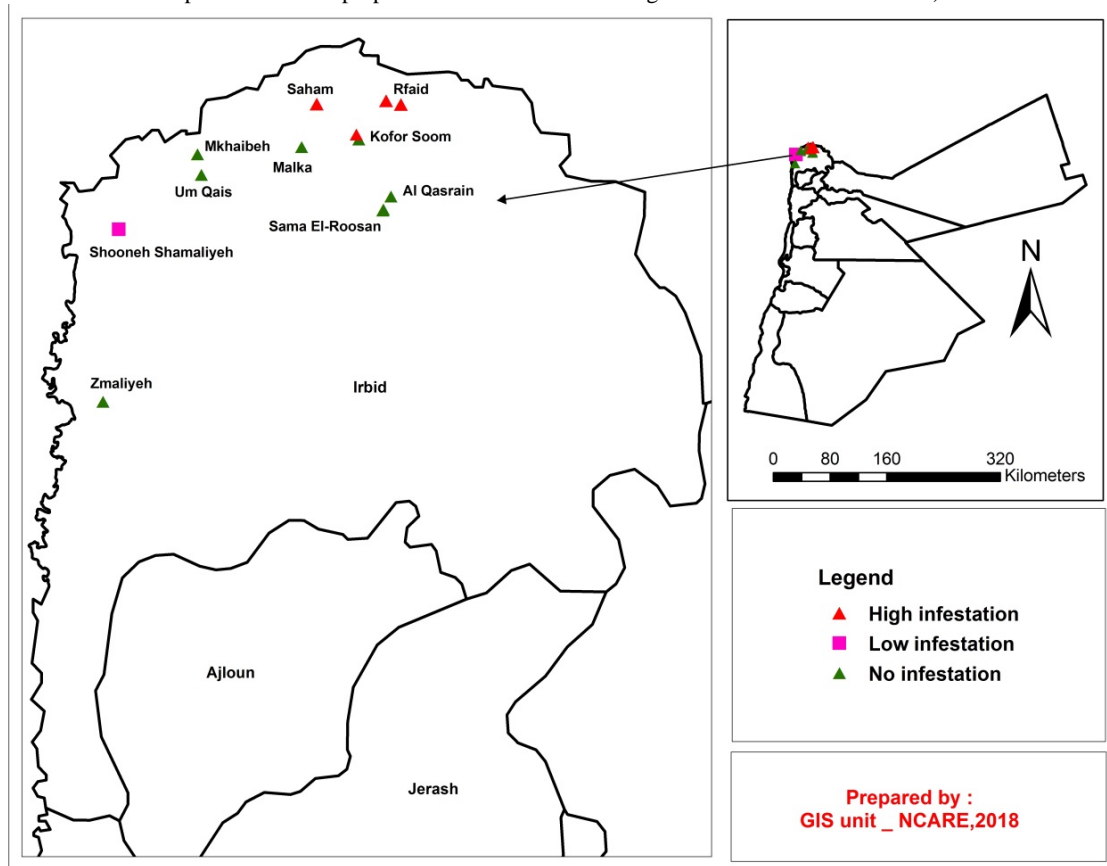 Saham
Rfaid
Kofor Soom
Mkhaibeh
Malka
Um Qais
Al Qasrain
Sama El-Roosan
Shooneh Shamaliyeh
Zmaliyeh
Irbid
Ajloun
Jerash
N
0 80 160 320
Kilometers
Legend
High infestation
Low infestation
No infestation
Prepared by :
GIS unit _ NCARE,2018